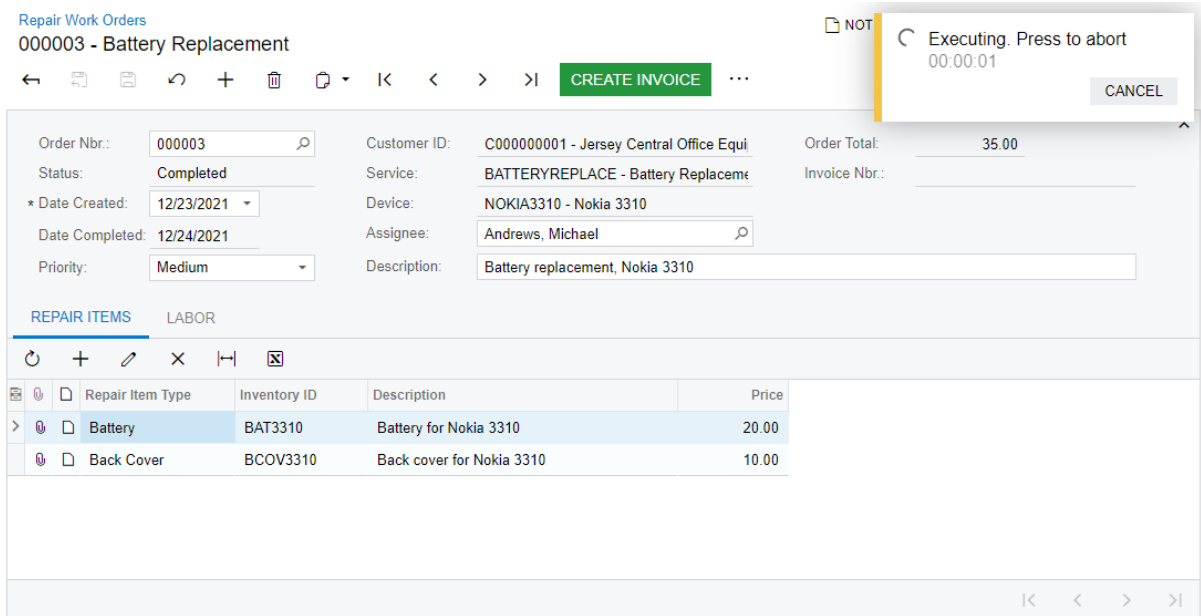 Repair Work Orders
000003 - Battery Replacement
NOT
Executing. Press to abort
00:00:01
CANCEL
CREATE INVOICE
Order Nbr.: 000003 Customer ID: C000000001 - Jersey Central Office Equi Order Total: 35.00
Status: Completed Service: BATTERYREPLACE - Battery Replaceme Invoice Nbr.:
* Date Created: 12/23/2021 Device: NOKIA3310 - Nokia 3310
Date Completed: 12/24/2021 Assignee: Andrews, Michael
Priority: Medium Description: Battery replacement, Nokia 3310
REPAIR ITEMS LABOR
Repair Item Type Inventory ID Description Price
Battery BAT3310 Battery for Nokia 3310 20.00
Back Cover BCOV3310 Back cover for Nokia 3310 10.00